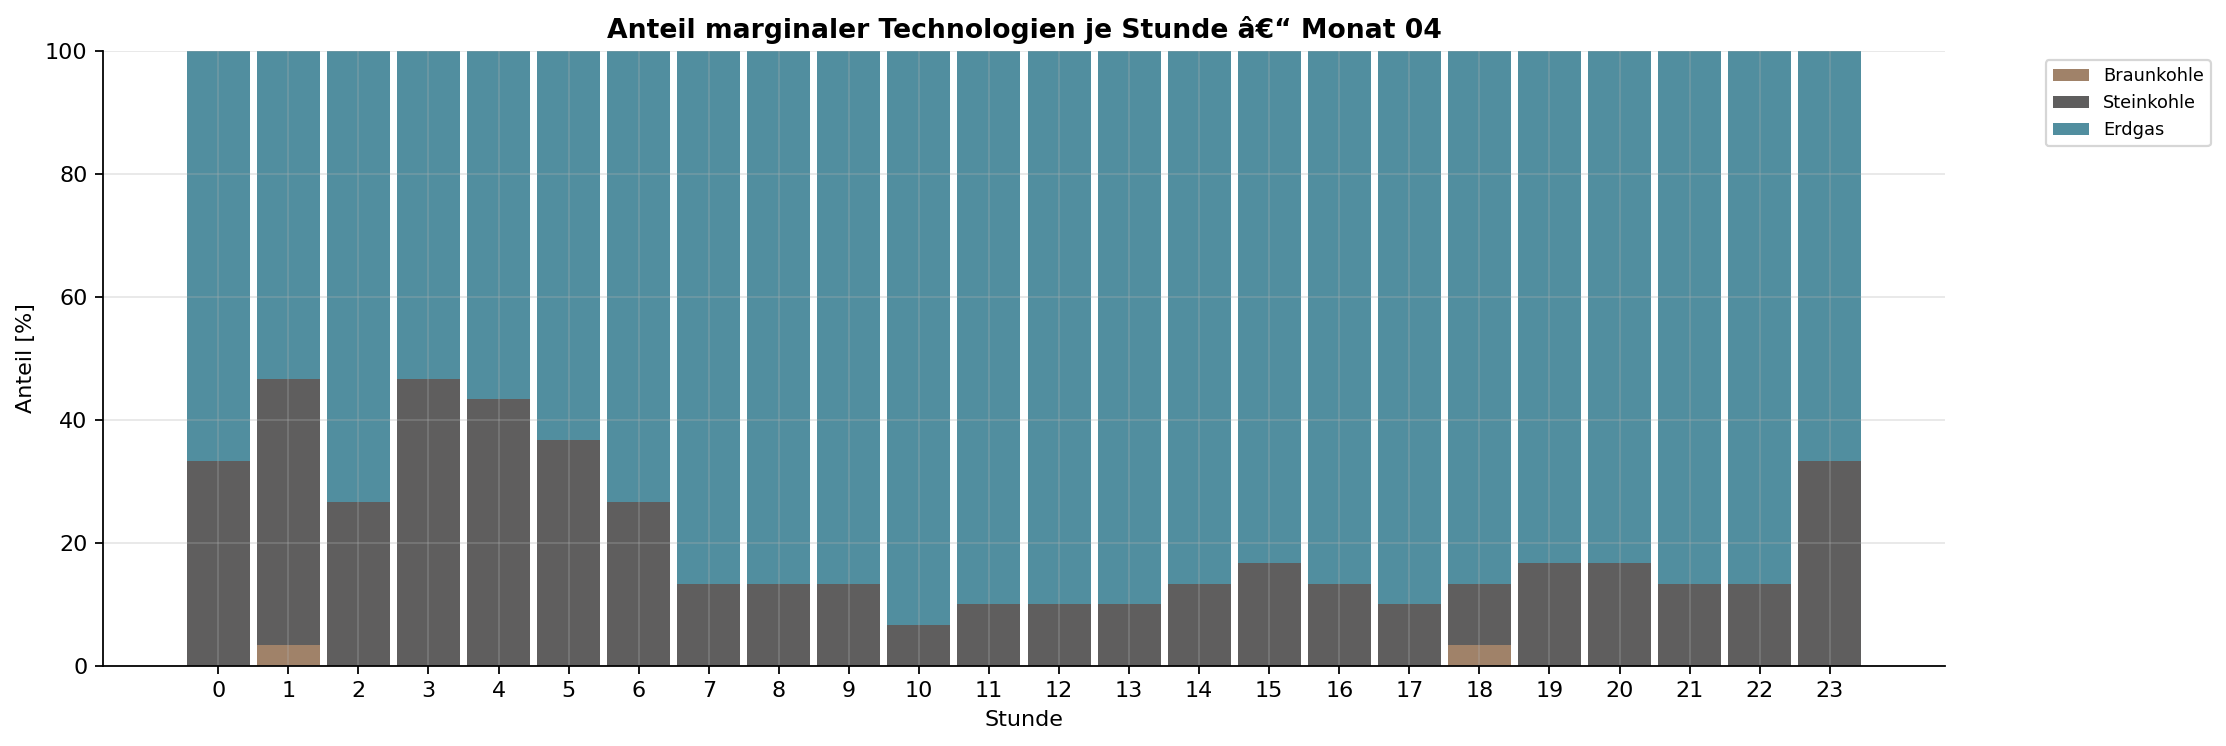 Anteil marginaler Technologien je Stunde â€“ Monat 04
Braunkohle
Steinkohle
Erdgas
Anteil [%]
100
80
60
40
20
0
0 1 2 3 4 5 6 7 8 9 10 11 12 13 14 15 16 17 18 19 20 21 22 23
Stunde